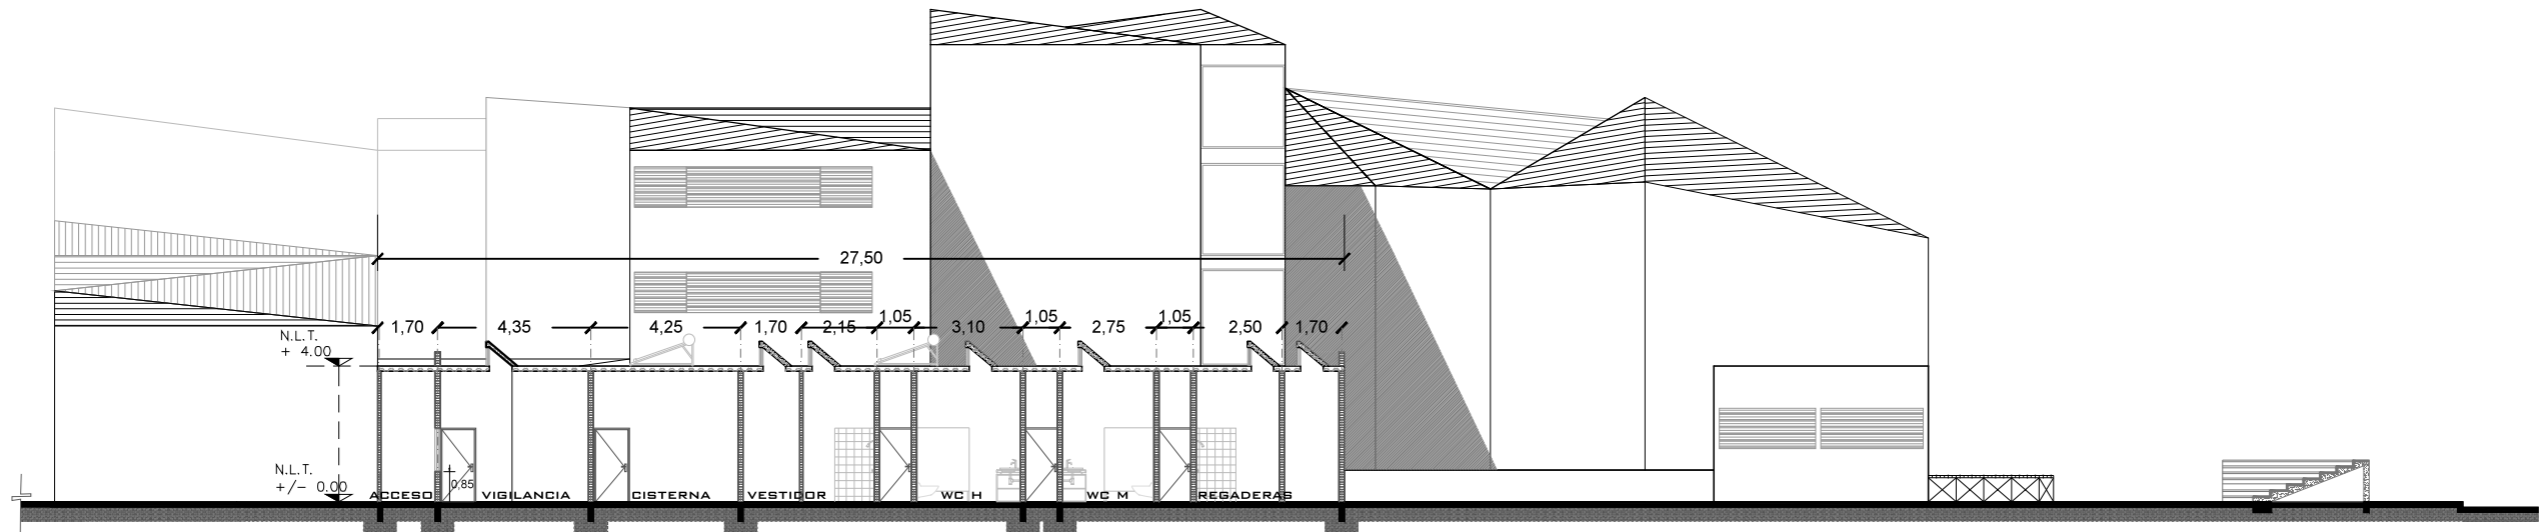 27,50
1,70 4,35 4,25 1,70 2,15 1,05 3,10 1,05 2,75 1,05 2,50 1,70
N.L.T.
+ 4.00
N.L.T.
+/- 0.00
0,85
ACCESO VIGILANCIA CISTERNA VESTIDOR WC H WC M REGADERAS